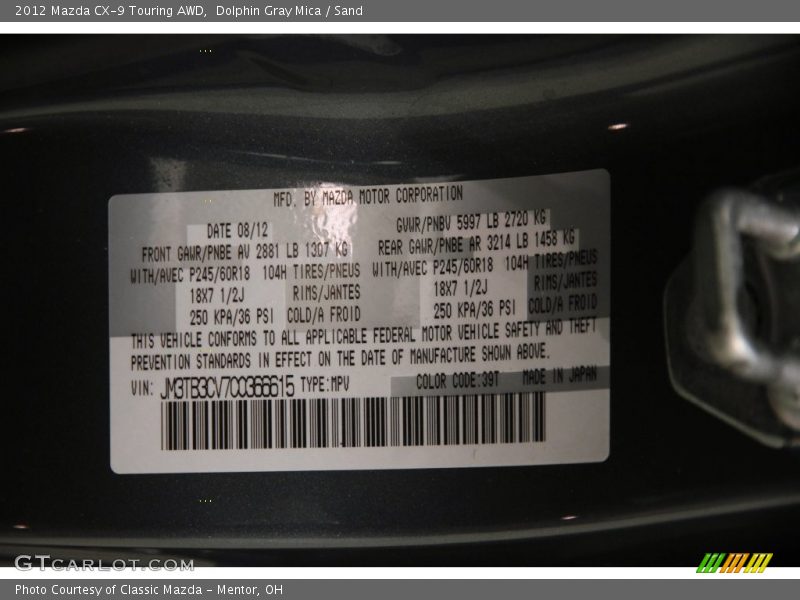 2012 Mazda CX-9 Touring AWD,  Dolphin Gray Mica / Sand
MFD. BY MAZDA MOTOR CORPORATION
DATE 08/12 GVWR/PNBV 5997 LB 2720 KG
FRONT GAWR/PNBE AV 2881 LB 1307 KG REAR GAWR/PNBE AR 3214 LB 1458 KG
WITH/AVEC P245/60R18 104H TIRES/PNEUS WITH/AVEC P245/60R18 104H TIRES/PNEUS
18X7 1/2J RIMS/JANTES 18X7 1/2J RIMS/JANTES
250 KPA/36 PSI COLD/A FROID 250 KPA/36 PSI COLD/A FROID
THIS VEHICLE CONFORMS TO ALL APPLICABLE FEDERAL MOTOR VEHICLE SAFETY AND THEFT
PREVENTION STANDARDS IN EFFECT ON THE DATE OF MANUFACTURE SHOWN ABOVE.
VIN: JM3TB3CV7C0366615 TYPE:MPV COLOR CODE:39T MADE IN JAPAN
GTCARLOT.COM
Photo Courtesy of Classic Mazda - Mentor, OH